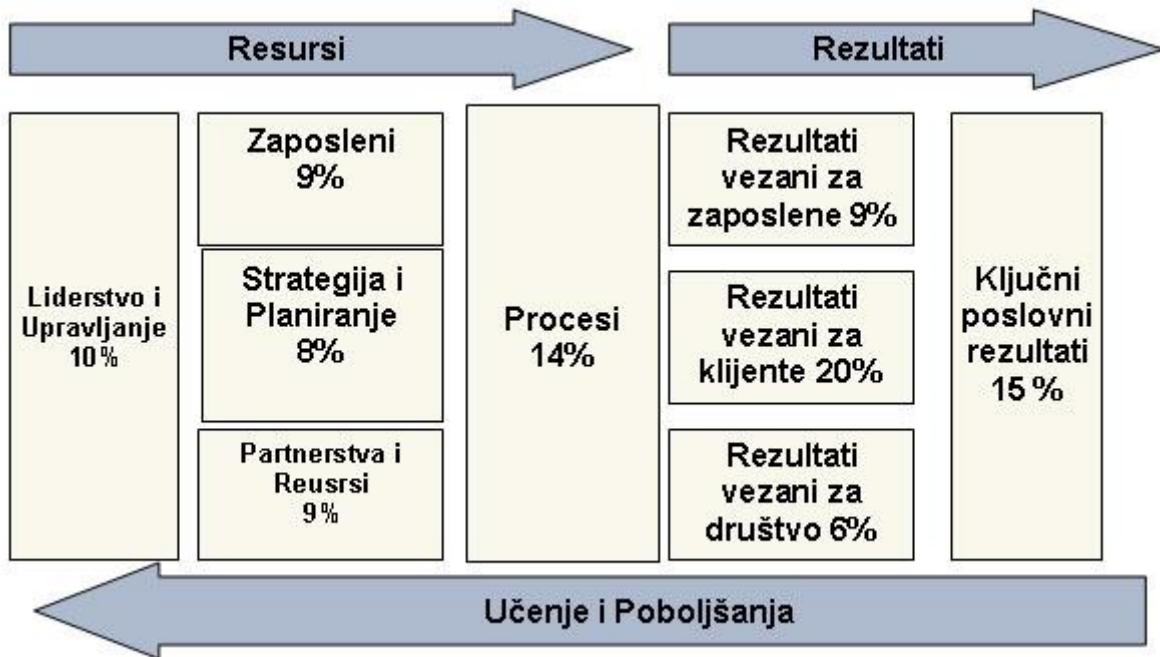 Resursi
Rezultati
Liderstvo i
Upravljanje
10%
Zaposleni
9%
Strategija i
Planiranje
8%
Partnerstva i
Reusrsi
9%
Procesi
14%
Rezultati
vezani za
zaposlene 9%
Rezultati
vezani za
klijente 20%
Rezultati
vezani za
društvo 6%
Ključni
poslovni
rezultati
15 %
Učenje i Poboljšanja